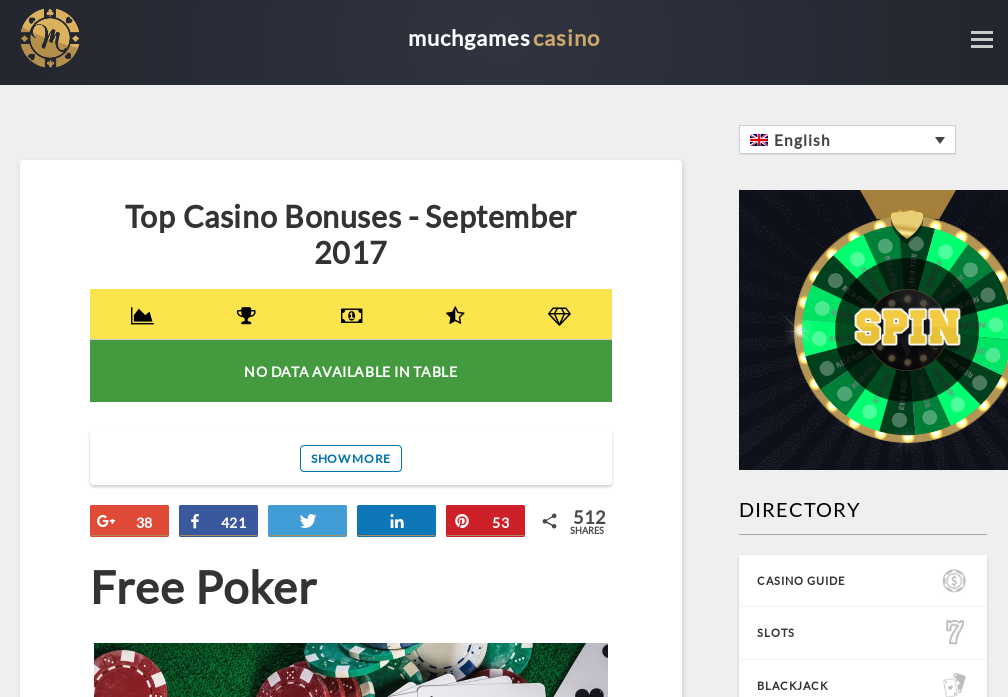 muchgames casino
English
Top Casino Bonuses - September
2017
NO DATA AVAILABLE IN TABLE
SHOW MORE
38
421
53
512
SHARES
Free Poker
SPIN
DIRECTORY
CASINO GUIDE
SLOTS
BLACKJACK